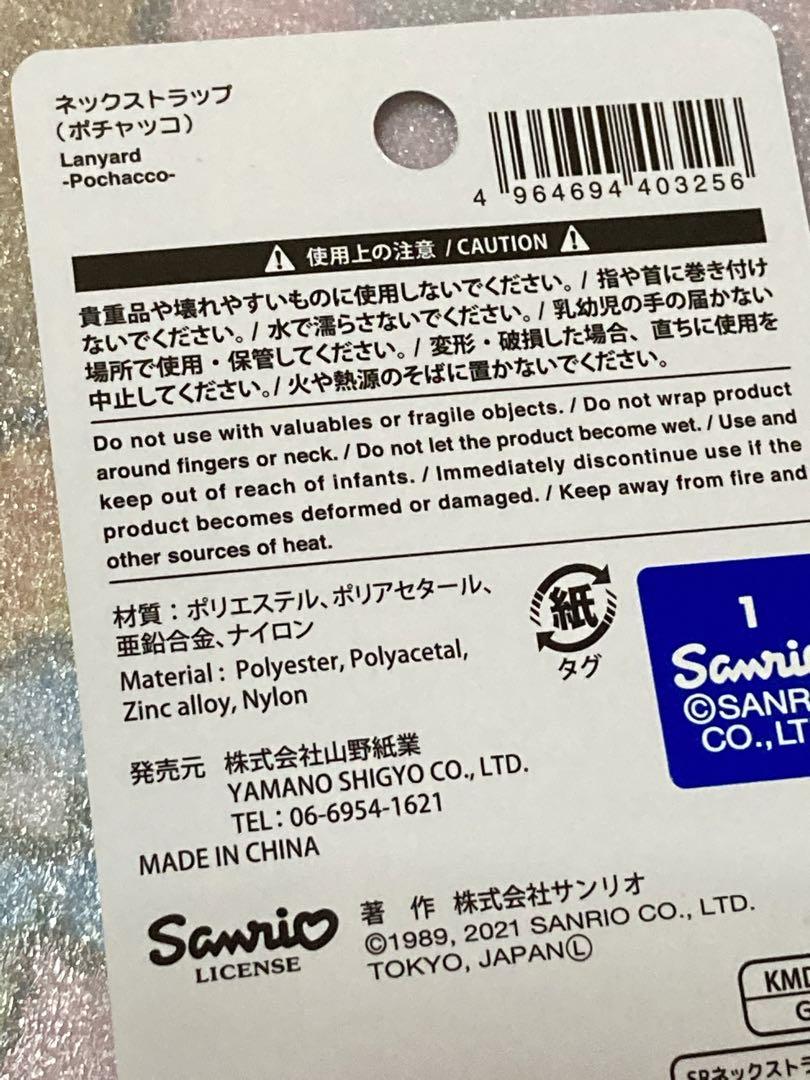 ネックストラップ
(ポチャッコ)
Lanyard
-Pochacco-
4 964694 403256
使用上の注意 / CAUTION
貴重品や壊れやすいものに使用しないでください。/ 指や首に巻き付け
ないでください。/ 水で濡らさないでください。/ 乳幼児の手の届かない
場所で使用・保管してください。/ 変形・破損した場合、直ちに使用を
中止してください。/ 火や熱源のそばに置かないでください。
Do not use with valuables or fragile objects. / Do not wrap product
around fingers or neck. / Do not let the product become wet. / Use and
keep out of reach of infants. / Immediately discontinue use if the
product becomes deformed or damaged. / Keep away from fire and
other sources of heat.
材質：ポリエステル、ポリアセタール、
亜鉛合金、ナイロン
Material : Polyester, Polyacetal,
Zinc alloy, Nylon
紙
タグ
1
Sanrio
©SANR
CO., LT
発売元 株式会社山野紙業
YAMANO SHIGYO CO., LTD.
TEL : 06-6954-1621
MADE IN CHINA
Sanrio
LICENSE
著 作 株式会社サンリオ
©1989, 2021 SANRIO CO., LTD.
TOKYO, JAPAN Ⓛ
KMD
G
SRネックストラ